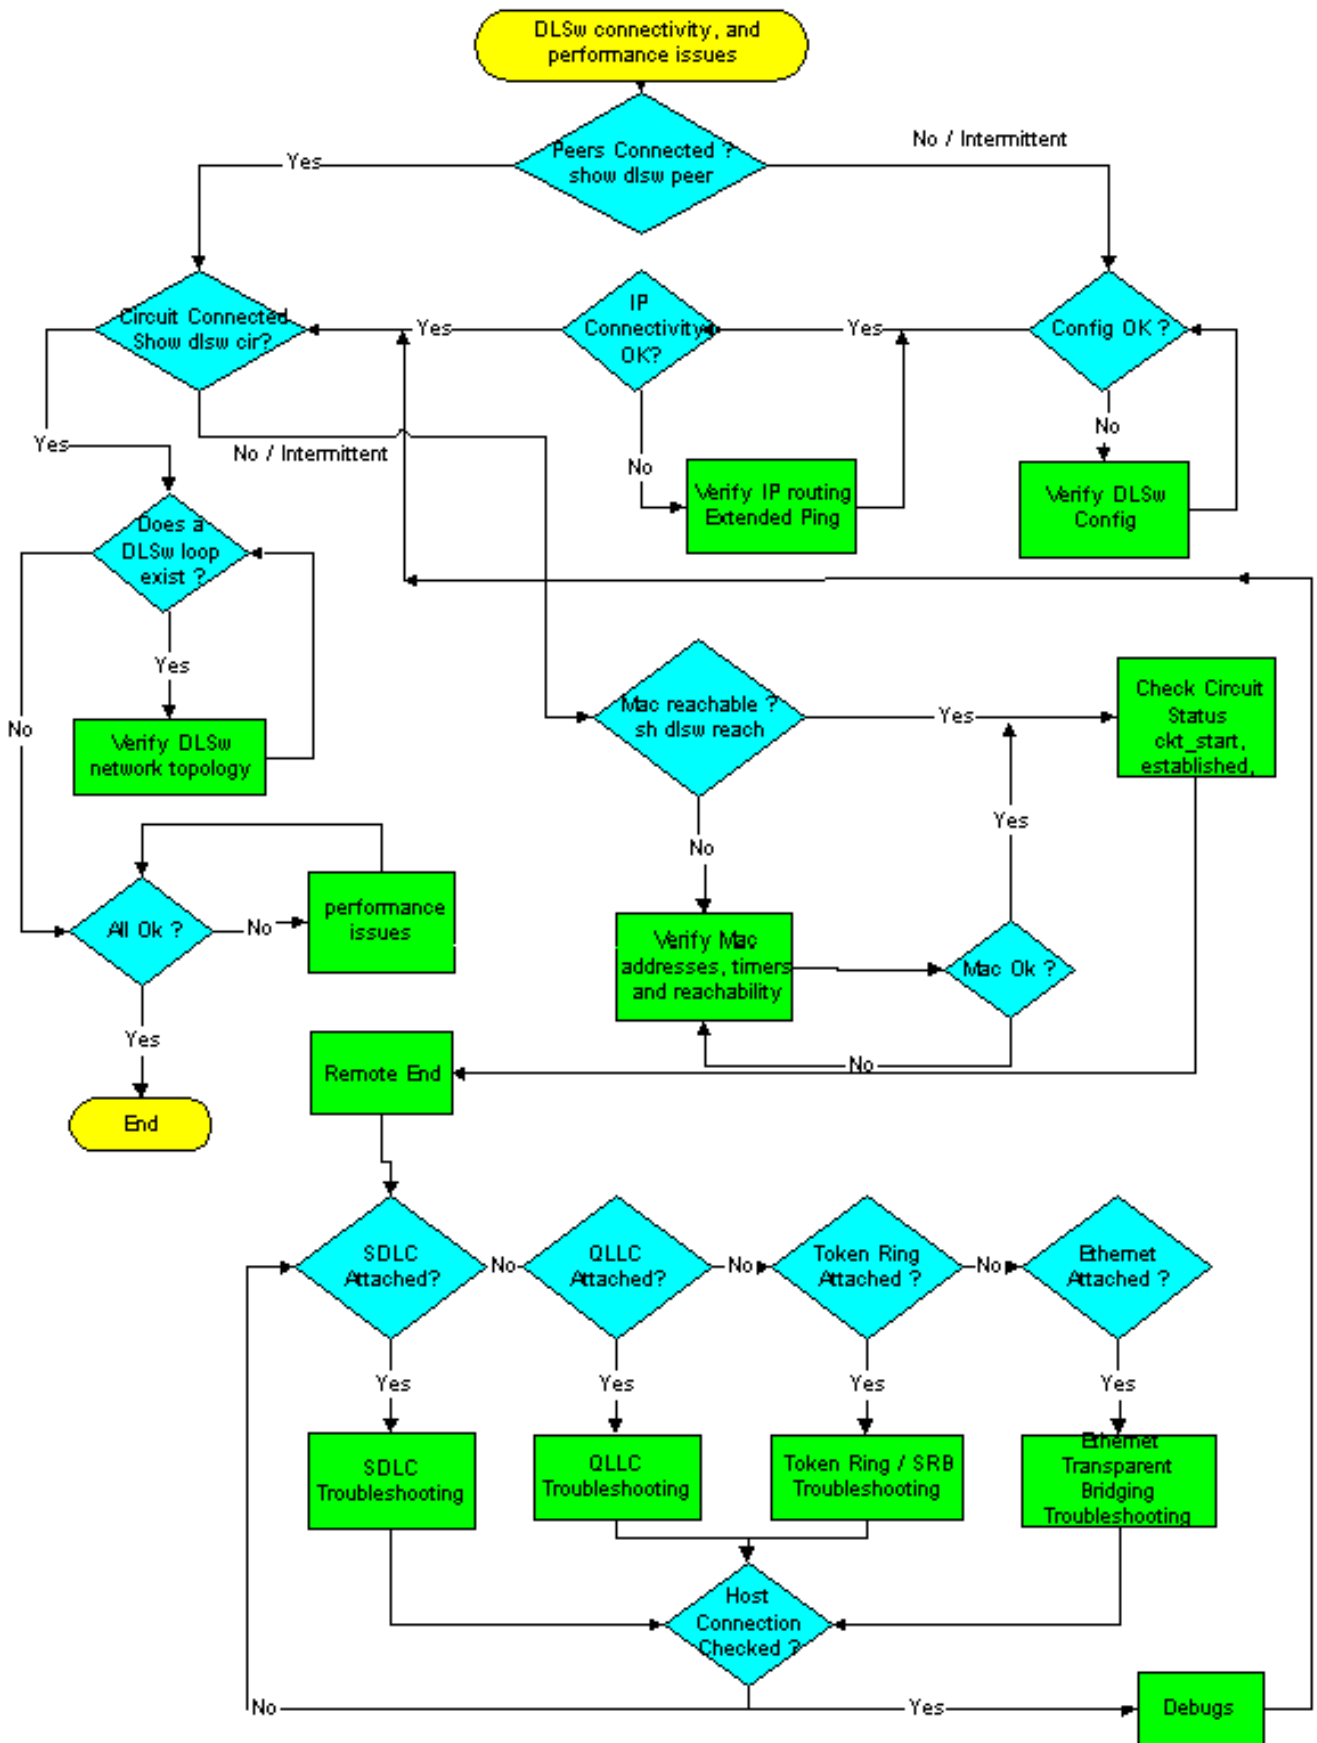 DLSw connectivity, and
performance issues
Peers Connected ?
show dlsw peer
Yes
No / Intermittent
Circuit Connected
Show dlsw cir?
Yes
IP
Connectivity
OK?
Yes
Config OK ?
Yes
No / Intermittent
No
Verify IP routing
Extended Ping
No
Verify DLSw
Config
Does a
DLSw loop
exist ?
Yes
No
Verify DLSw
network topology
Mac reachable ?
sh dlsw reach
Yes
Check Circuit
Status
ckt_start,
established,
No
Yes
All Ok ?
No
performance
issues
Verify Mac
addresses, timers
and reachability
Mac Ok ?
No
Yes
End
Remote End
SDLC
Attached?
No
QLLC
Attached?
No
Token Ring
Attached ?
No
Ethernet
Attached ?
Yes
Yes
Yes
Yes
SDLC
Troubleshooting
QLLC
Troubleshooting
Token Ring / SRB
Troubleshooting
Ethernet
Transparent
Bridging
Troubleshooting
Host
Connection
Checked ?
No
Yes
Debugs